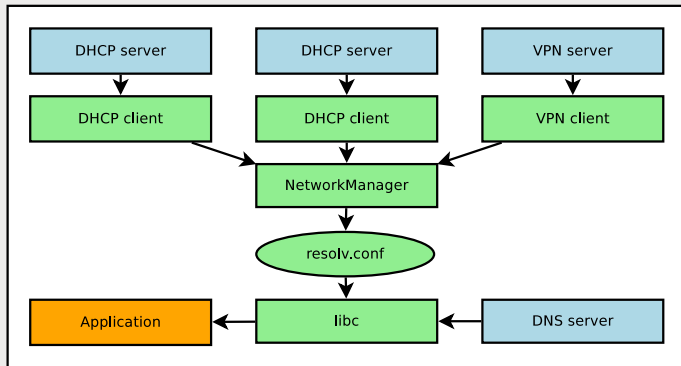 DHCP server
DHCP server
VPN server
DHCP client
DHCP client
VPN client
NetworkManager
resolv.conf
Application
libc
DNS server